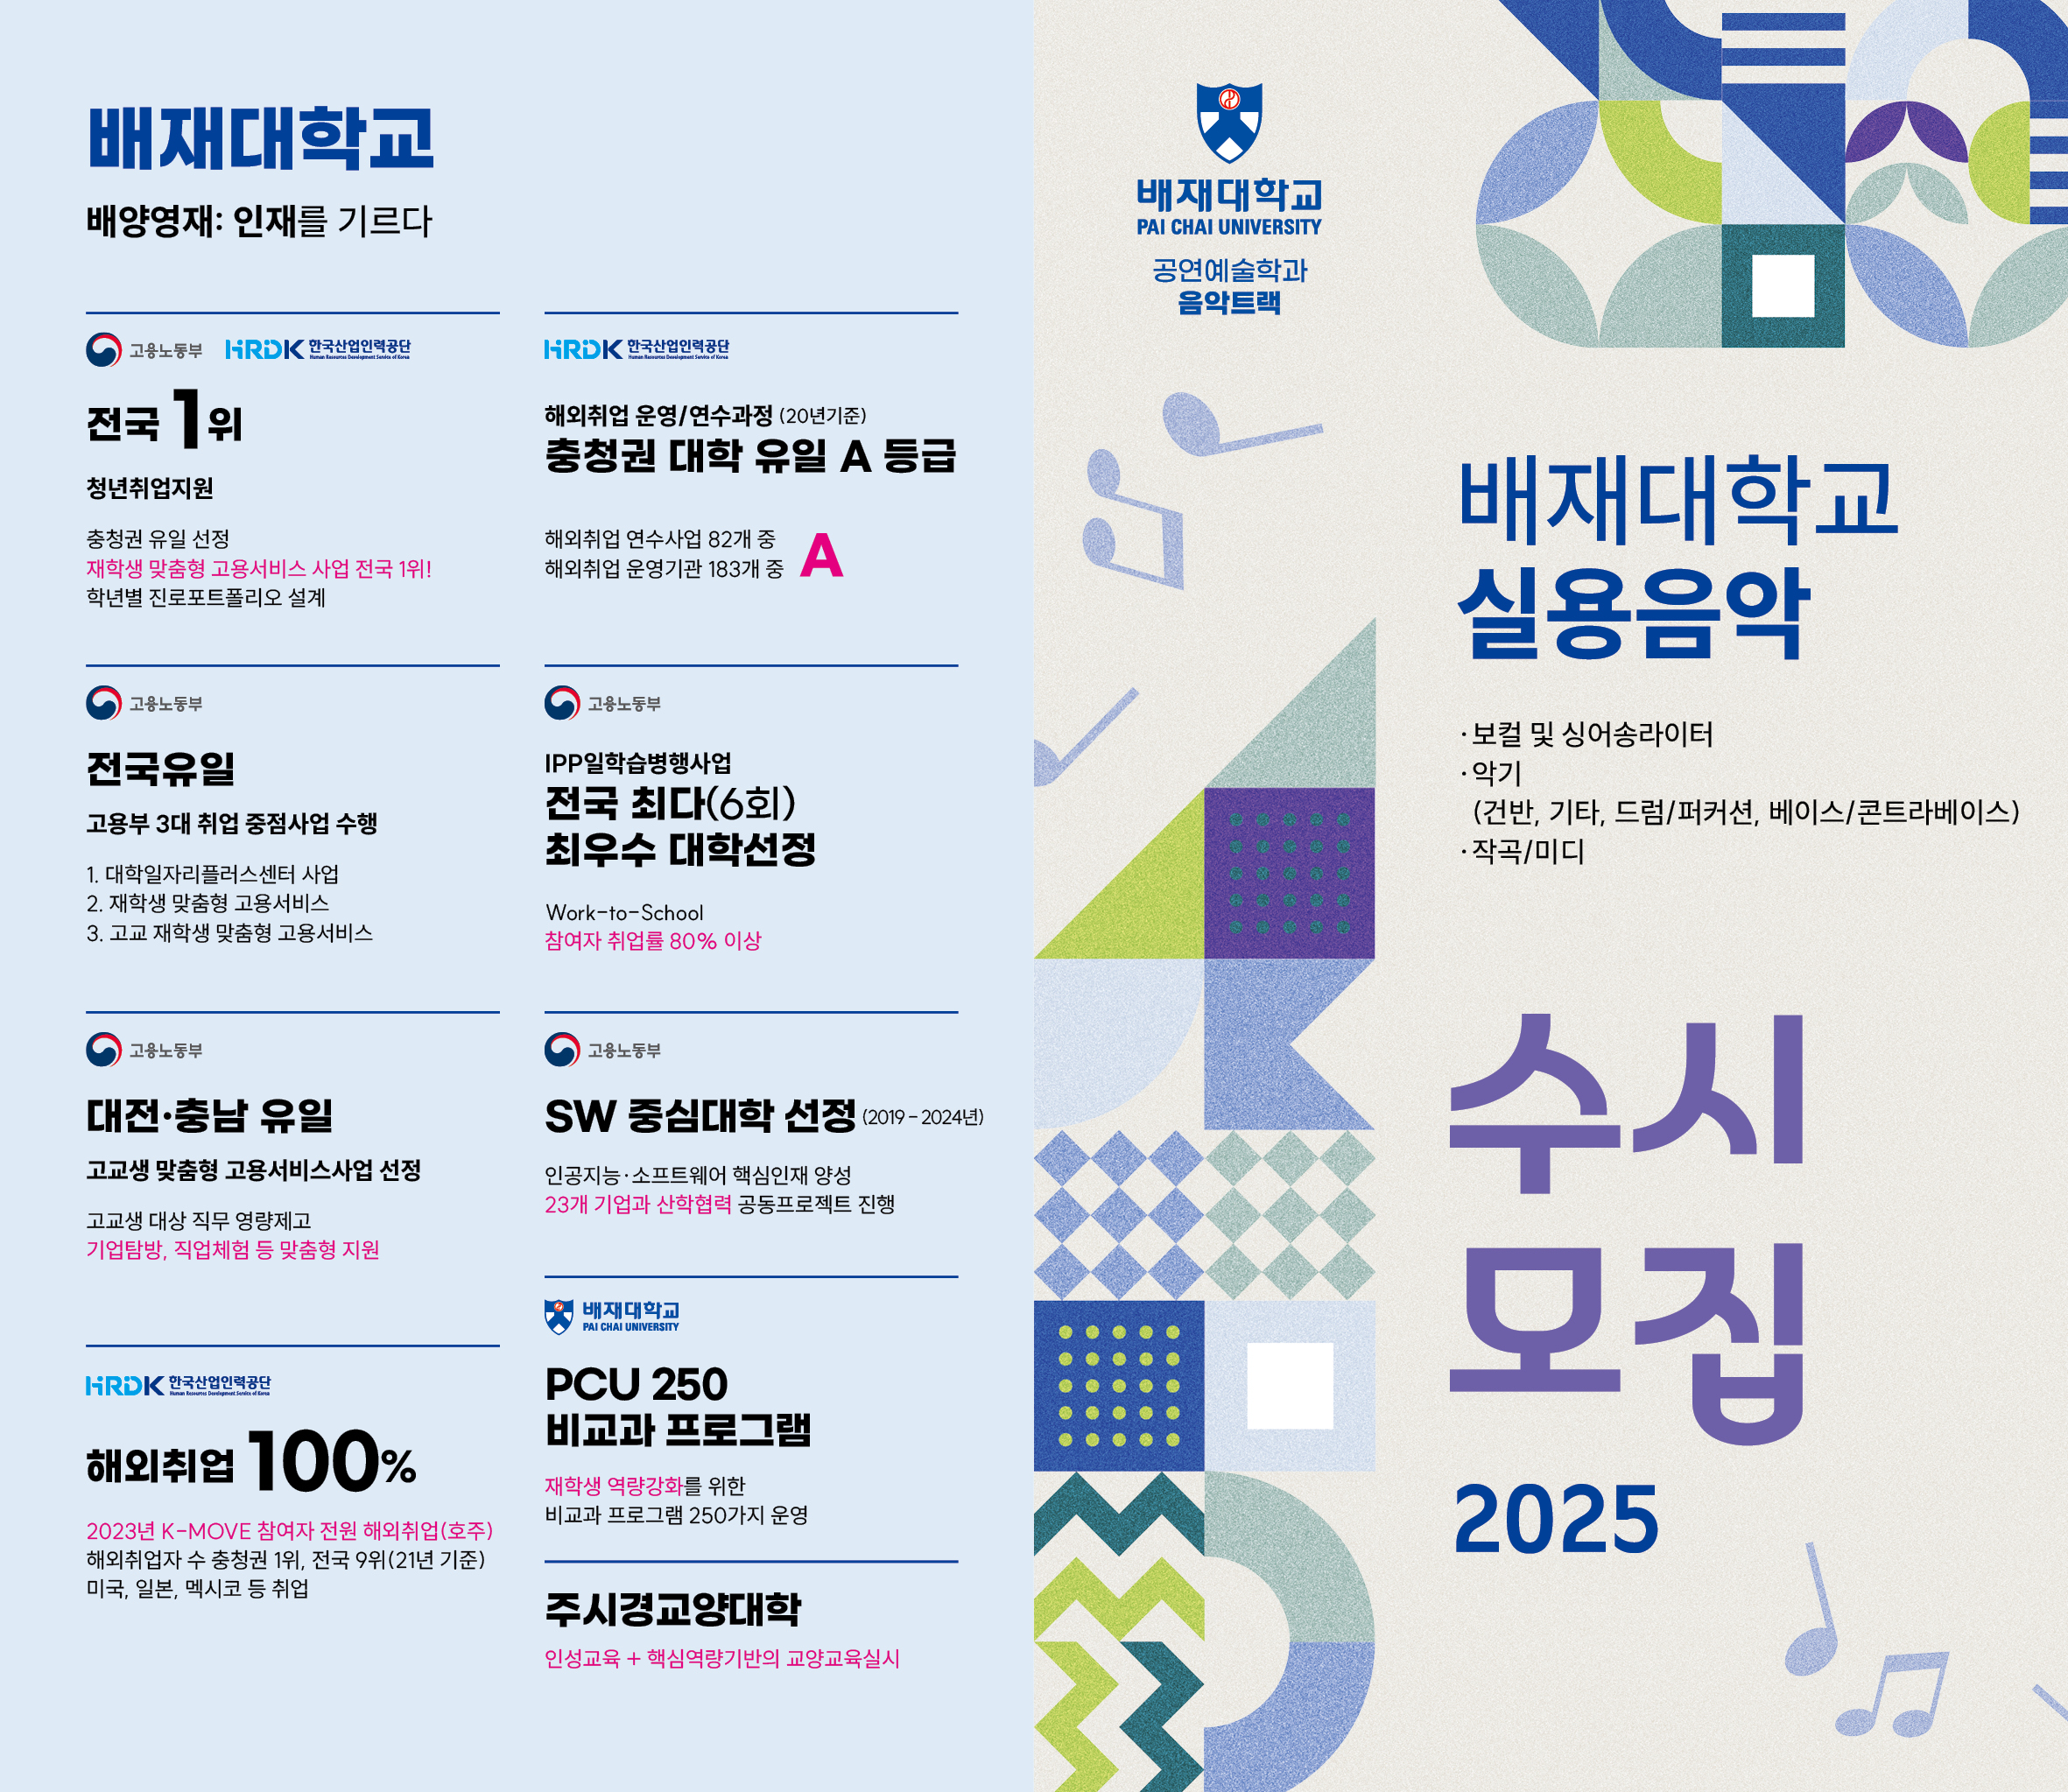 배재대학교
배양영재: 인재를 기르다
고용노동부
HRDK 한국산업인력공단
Human Resources Development Service of Korea
전국 1위
청년취업지원
충청권 유일 선정
재학생 맞춤형 고용서비스 사업 전국 1위!
학년별 진로포트폴리오 설계
고용노동부
전국유일
고용부 3대 취업 중점사업 수행
1. 대학일자리플러스센터 사업
2. 재학생 맞춤형 고용서비스
3. 고교 재학생 맞춤형 고용서비스
고용노동부
대전·충남 유일
고교생 맞춤형 고용서비스사업 선정
고교생 대상 직무 영량제고
기업탐방, 직업체험 등 맞춤형 지원
HRDK 한국산업인력공단
Human Resources Development Service of Korea
해외취업 100%
2023년 K-MOVE 참여자 전원 해외취업(호주)
해외취업자 수 충청권 1위, 전국 9위(21년 기준)
미국, 일본, 멕시코 등 취업
HRDK 한국산업인력공단
Human Resources Development Service of Korea
해외취업 운영/연수과정 (20년기준)
충청권 대학 유일 A 등급
해외취업 연수사업 82개 중
해외취업 운영기관 183개 중
A
고용노동부
IPP일학습병행사업
전국 최다(6회)
최우수 대학선정
Work-to-School
참여자 취업률 80% 이상
고용노동부
SW 중심대학 선정 (2019 - 2024년)
인공지능·소프트웨어 핵심인재 양성
23개 기업과 산학협력 공동프로젝트 진행
배재대학교
PAI CHAI UNIVERSITY
PCU 250
비교과 프로그램
재학생 역량강화를 위한
비교과 프로그램 250가지 운영
주시경교양대학
인성교육 + 핵심역량기반의 교양교육실시
배재대학교
PAI CHAI UNIVERSITY
공연예술학과
음악트랙
배재대학교
실용음악
·보컬 및 싱어송라이터
·악기
(건반, 기타, 드럼/퍼커션, 베이스/콘트라베이스)
·작곡/미디
수시
모집
2025